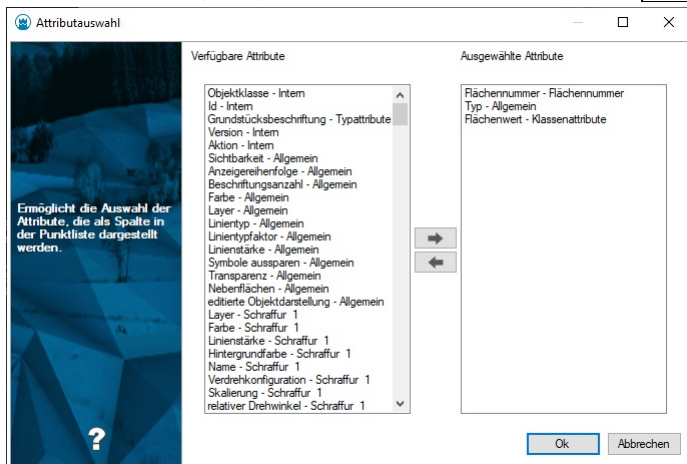 Attributauswahl
Verfügbare Attribute
Ausgewählte Attribute
Ermöglicht die Auswahl der
Attribute, die als Spalte in
der Punktliste dargestellt
werden.
?
Objektklasse - Intern
Id - Intern
Grundstücksbeschriftung - Typattribute
Version - Intern
Aktion - Intern
Sichtbarkeit - Allgemein
Anzeigereihenfolge - Allgemein
Beschriftungsanzahl - Allgemein
Farbe - Allgemein
Layer - Allgemein
Linientyp - Allgemein
Linientypfaktor - Allgemein
Linienstärke - Allgemein
Symbole aussparen - Allgemein
Transparenz - Allgemein
Nebenflächen - Allgemein
editierte Objektdarstellung - Allgemein
Layer - Schraffur 1
Farbe - Schraffur 1
Linienstärke - Schraffur 1
Hintergrundfarbe - Schraffur 1
Name - Schraffur 1
Verdrehkonfiguration - Schraffur 1
Skalierung - Schraffur 1
relativer Drehwinkel - Schraffur 1
Flächennummer - Flächennummer
Typ - Allgemein
Flächenwert - Klassenattribute
Ok
Abbrechen